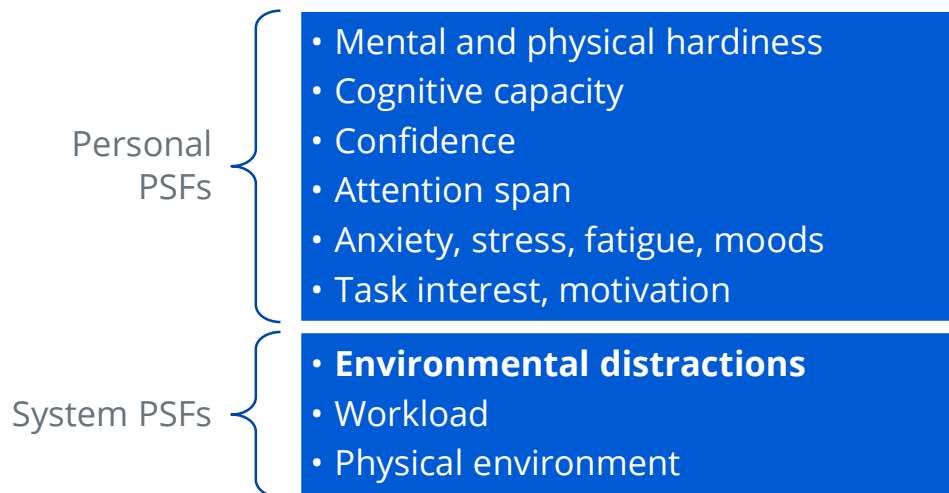 Personal
PSFs
• Mental and physical hardiness
• Cognitive capacity
• Confidence
• Attention span
• Anxiety, stress, fatigue, moods
• Task interest, motivation
System PSFs
• Environmental distractions
• Workload
• Physical environment